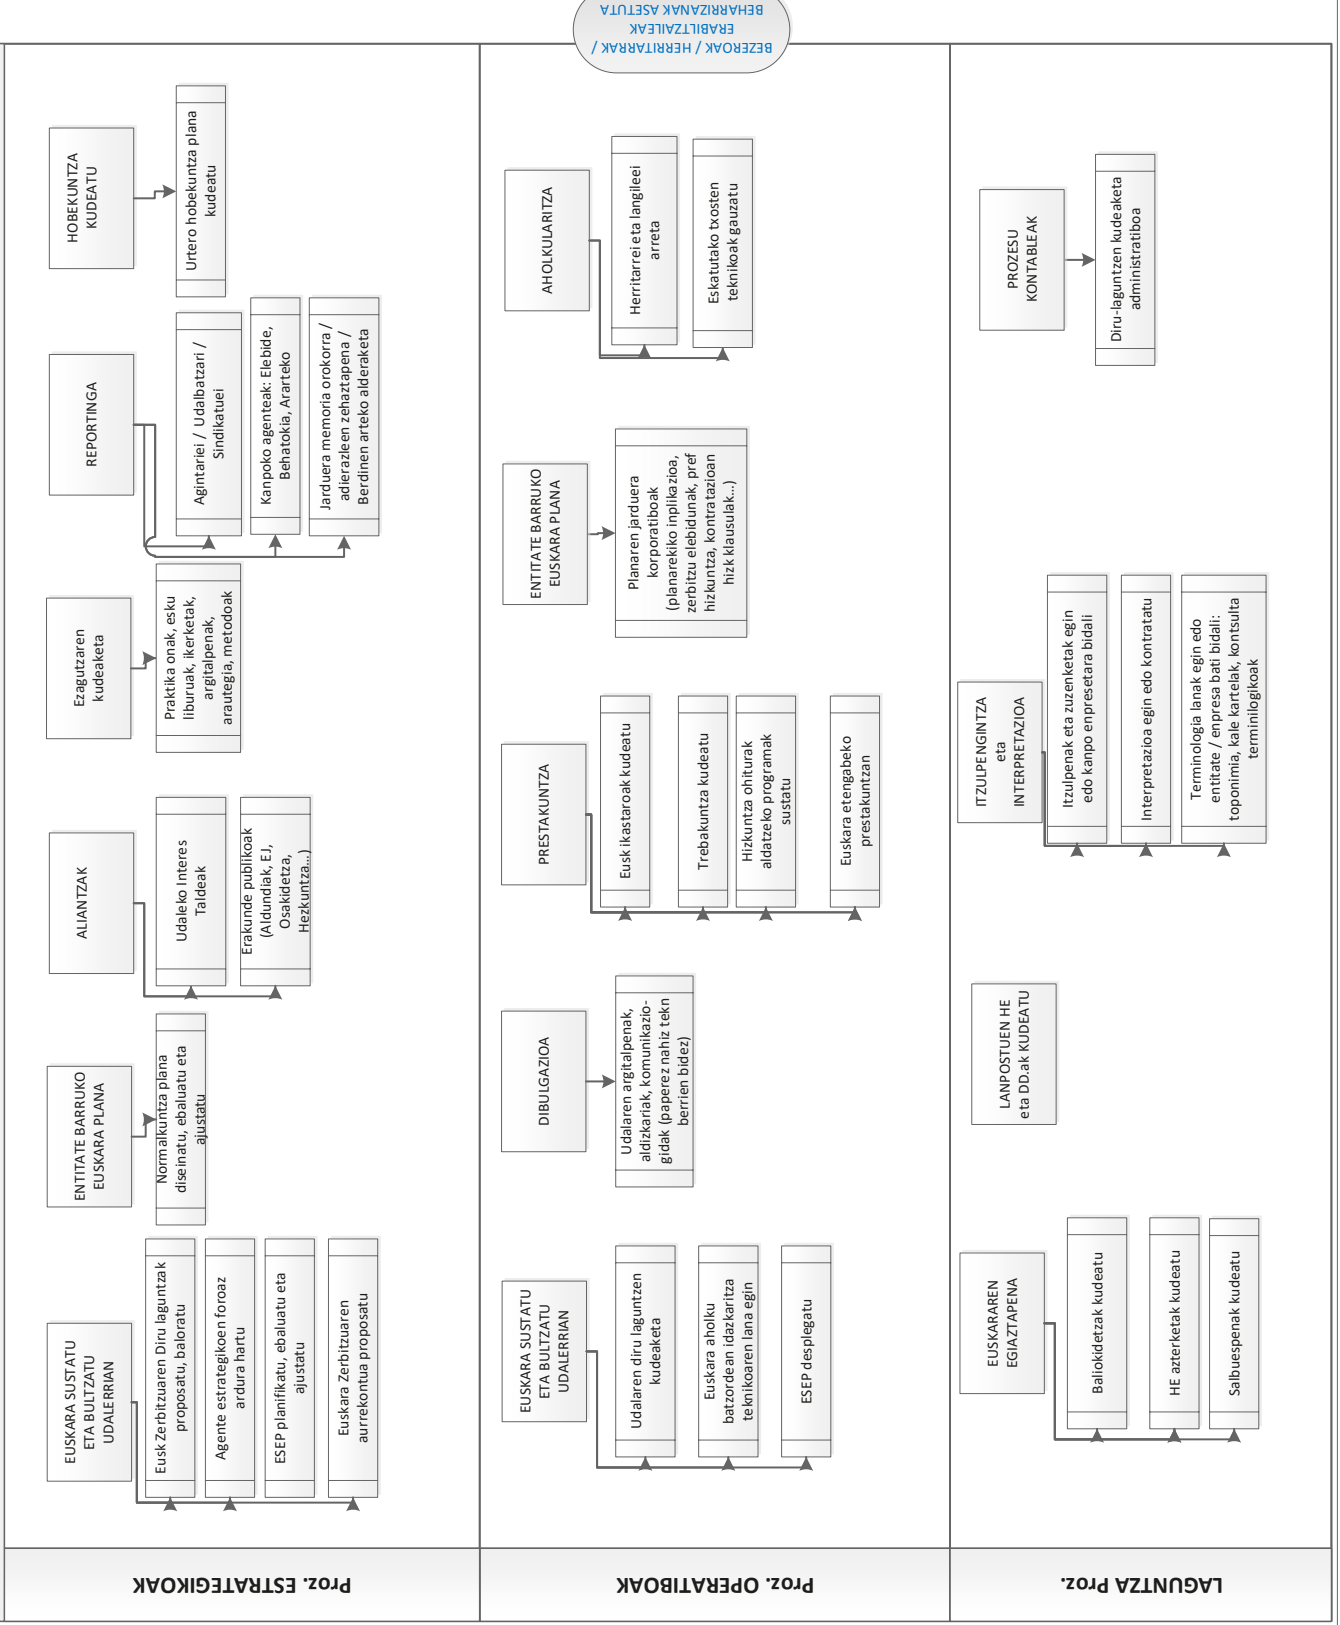 BEZEROAK / HERRITARRAK /
ERABILTZAILEAK
BEHARRIZANAK ASETUTA
Proz. ESTRATEGIKOAK
EUSKARA SUSTATU
ETA BULTZATU
UDALERRIAN
Eusk Zerbitzuaren Diru laguntzak
proposatu, baloratu
Agente estrategikoen foroaz
ardura hartu
ESEP planifikatu, ebaluatu eta
ajustatu
Euskara Zerbitzuaren
aurrekontua proposatu
ENTITATE BARRUKO
EUSKARA PLANA
Normalkuntza plana
diseinatu, ebaluatu eta
ajustatu
ALIANTZAK
Udaleko Interes
Taldeak
Erakunde publikoak
(Aldundiak, EJ,
Osakidetza,
Hezkuntza...)
Ezagutzaren
kudeaketa
Praktika onak, esku
liburuak, ikerketak,
argitalpenak,
arautegia, metodoak
REPORTINGA
Agintariei / Udalbatzari /
Sindikatuei
Kanpoko agenteak: Elebide,
Behatokia, Ararteko
Jarduera memoria orokorra /
adierazleen zehaztapena /
Berdinen arteko alderaketa
HOBEKUNTZA
KUDEATU
Urtero hobekuntza plana
kudeatu
Proz. OPERATIBOAK
EUSKARA SUSTATU
ETA BULTZATU
UDALERRIAN
Udalaren diru laguntzen
kudeaketa
Euskara aholku
batzordean idazkaritza
teknikoaren lana egin
ESEP desplegatu
DIBULGAZIOA
Udalaren argitalpenak,
aldizkariak, komunikazio-
gidak (paperez nahiz tekn
berrien bidez)
PRESTAKUNTZA
Eusk ikastaroak kudeatu
Trebakuntza kudeatu
Hizkuntza ohiturak
aldatzeko programak
sustatu
Euskara etengabeko
prestakuntzan
ENTITATE BARRUKO
EUSKARA PLANA
Planaren jarduera
korporatiboak
(planarekiko inplikazioa,
zerbitzu elebidunak, pref
hizkuntza, kontratazioan
hizk klausulak...)
AHOLKULARITZA
Herritarrei eta langileei
arreta
Eskatutako txosten
teknikoak gauzatu
LAGUNTZA Proz.
EUSKARAREN
EGIAZTAPENA
Baliokidetzak kudeatu
HE azterketak kudeatu
Salbuespenak kudeatu
LANPOSTUEN HE
eta DD.ak KUDEATU
ITZULPENGINTZA
eta
INTERPRETAZIOA
Itzulpenak eta zuzenketak egin
edo kanpo enpresetara bidali
Interpretazioa egin edo kontratatu
Terminologia lanak egin edo
entitate / enpresa bati bidali:
toponimia, kale kartelak, kontsulta
terminilogikoak
PROZESU
KONTABLEAK
Diru-laguntzen kudeaketa
administratiboa